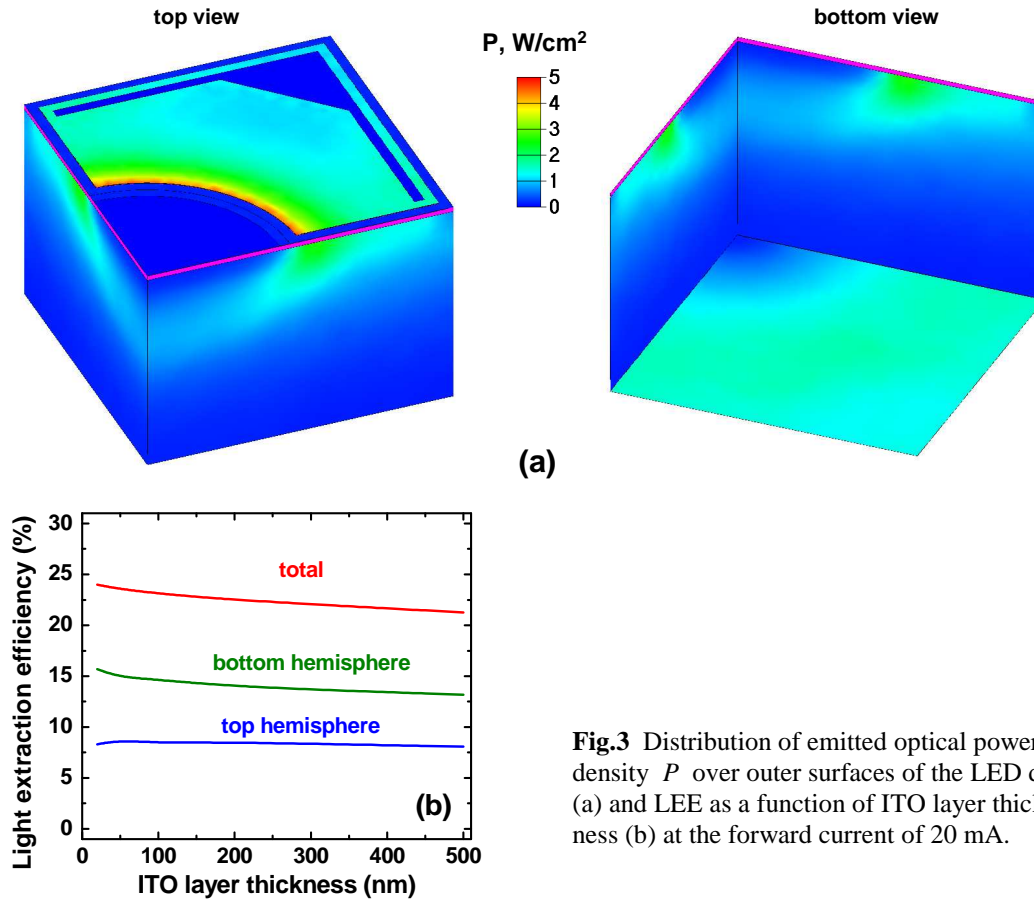 top view
bottom view
P, W/cm²
5
4
3
2
1
0
(a)
Light extraction efficiency (%)
30
25
20
15
10
5
0
total
bottom hemisphere
top hemisphere
(b)
0 100 200 300 400 500
ITO layer thickness (nm)
Fig.3 Distribution of emitted optical power
density P over outer surfaces of the LED
(a) and LEE as a function of ITO layer thick
ness (b) at the forward current of 20 mA.